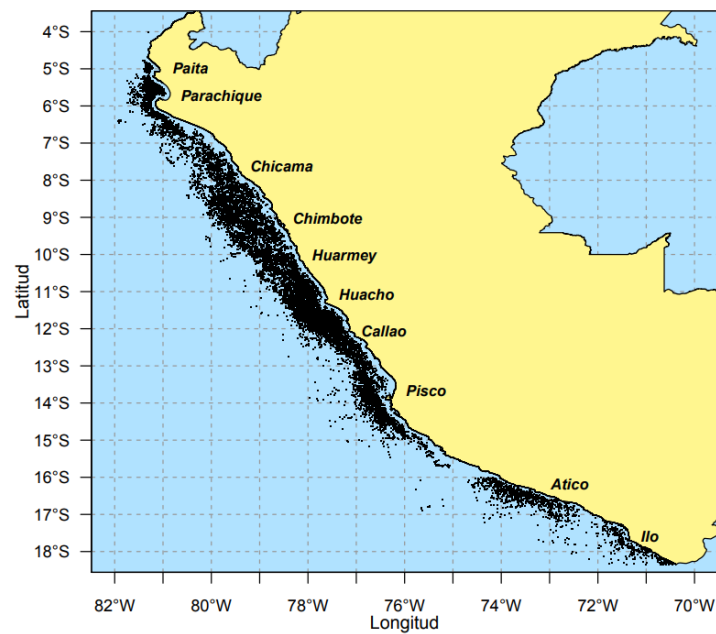 4°S
5°S
Paita
6°S
Parachique
7°S
Chicama
8°S
9°S
Chimbote
10°S
Huarmey
11°S
Huacho
12°S
Callao
13°S
14°S
Pisco
15°S
16°S
Atico
17°S
18°S
Ilo
Latitud
82°W 80°W 78°W 76°W 74°W 72°W 70°W
Longitud